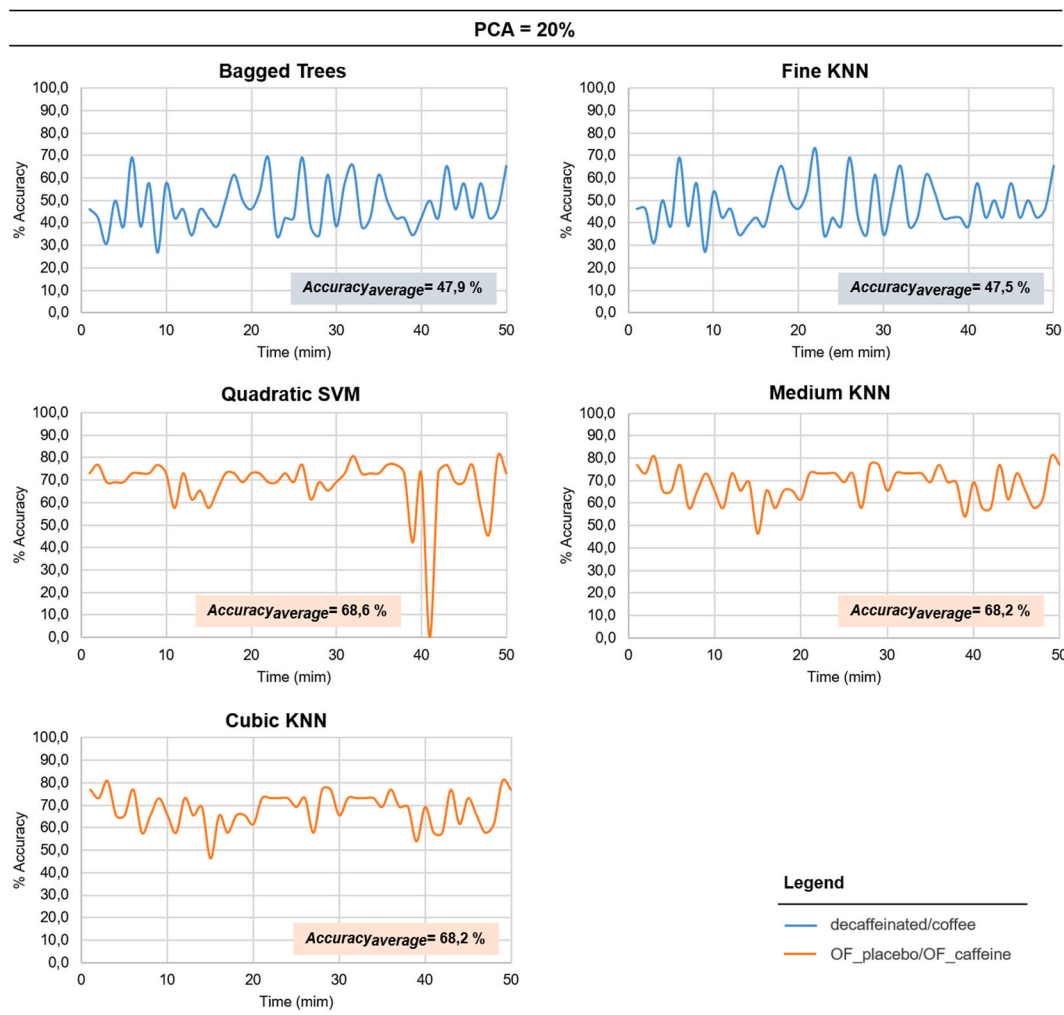 PCA = 20%
Bagged Trees
% Accuracy
100,0
90,0
80,0
70,0
60,0
50,0
40,0
30,0
20,0
10,0
0,0
Accuracyaverage= 47,9 %
0 10 20 30 40 50
Time (mim)
Fine KNN
% Accuracy
100,0
90,0
80,0
70,0
60,0
50,0
40,0
30,0
20,0
10,0
0,0
Accuracyaverage= 47,5 %
0 10 20 30 40 50
Time (em mim)
Quadratic SVM
% Accuracy
100,0
90,0
80,0
70,0
60,0
50,0
40,0
30,0
20,0
10,0
0,0
Accuracyaverage= 68,6 %
0 10 20 30 40 50
Time (mim)
Medium KNN
% Accuracy
100,0
90,0
80,0
70,0
60,0
50,0
40,0
30,0
20,0
10,0
0,0
Accuracyaverage= 68,2 %
0 10 20 30 40 50
Time (mim)
Cubic KNN
% Accuracy
100,0
90,0
80,0
70,0
60,0
50,0
40,0
30,0
20,0
10,0
0,0
Accuracyaverage= 68,2 %
0 10 20 30 40 50
Time (mim)
Legend
decaffeinated/coffee
OF_placebo/OF_caffeine